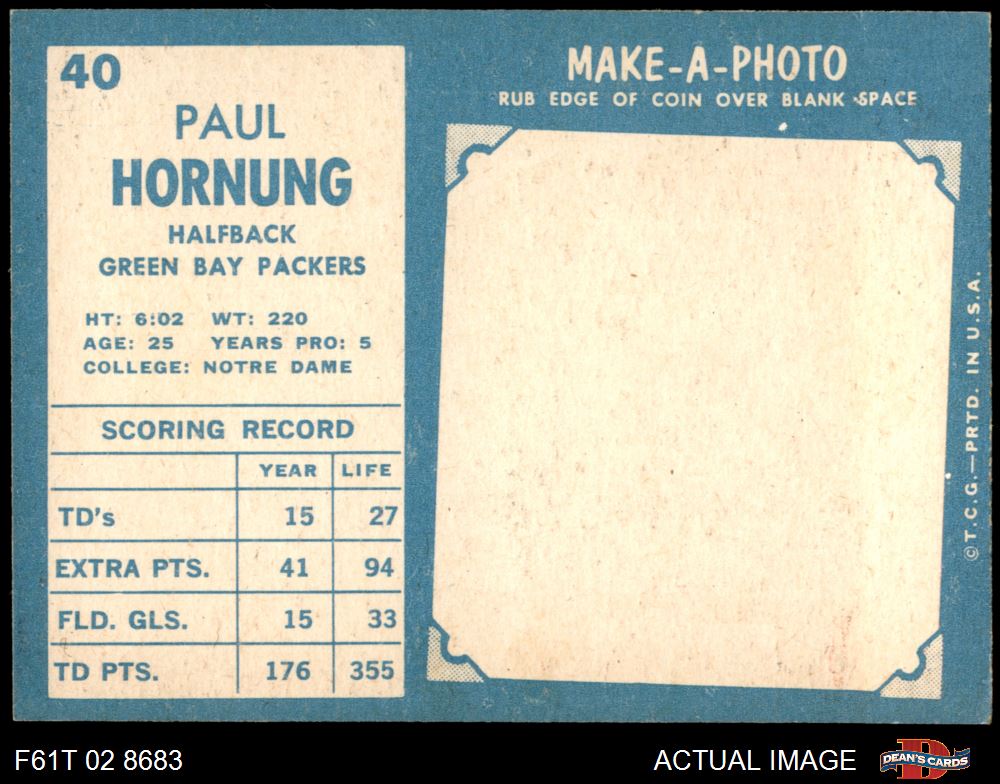 40
PAUL
HORNUNG
HALFBACK
GREEN BAY PACKERS
HT: 6:02 WT: 220
AGE: 25 YEARS PRO: 5
COLLEGE: NOTRE DAME
SCORING RECORD
YEAR LIFE
TD's 15 27
EXTRA PTS. 41 94
FLD. GLS. 15 33
TD PTS. 176 355
MAKE-A-PHOTO
RUB EDGE OF COIN OVER BLANK SPACE
©T.C.G.—PRTD. IN U.S.A.
F61T 02 8683
ACTUAL IMAGE
D
DEAN'S CARDS